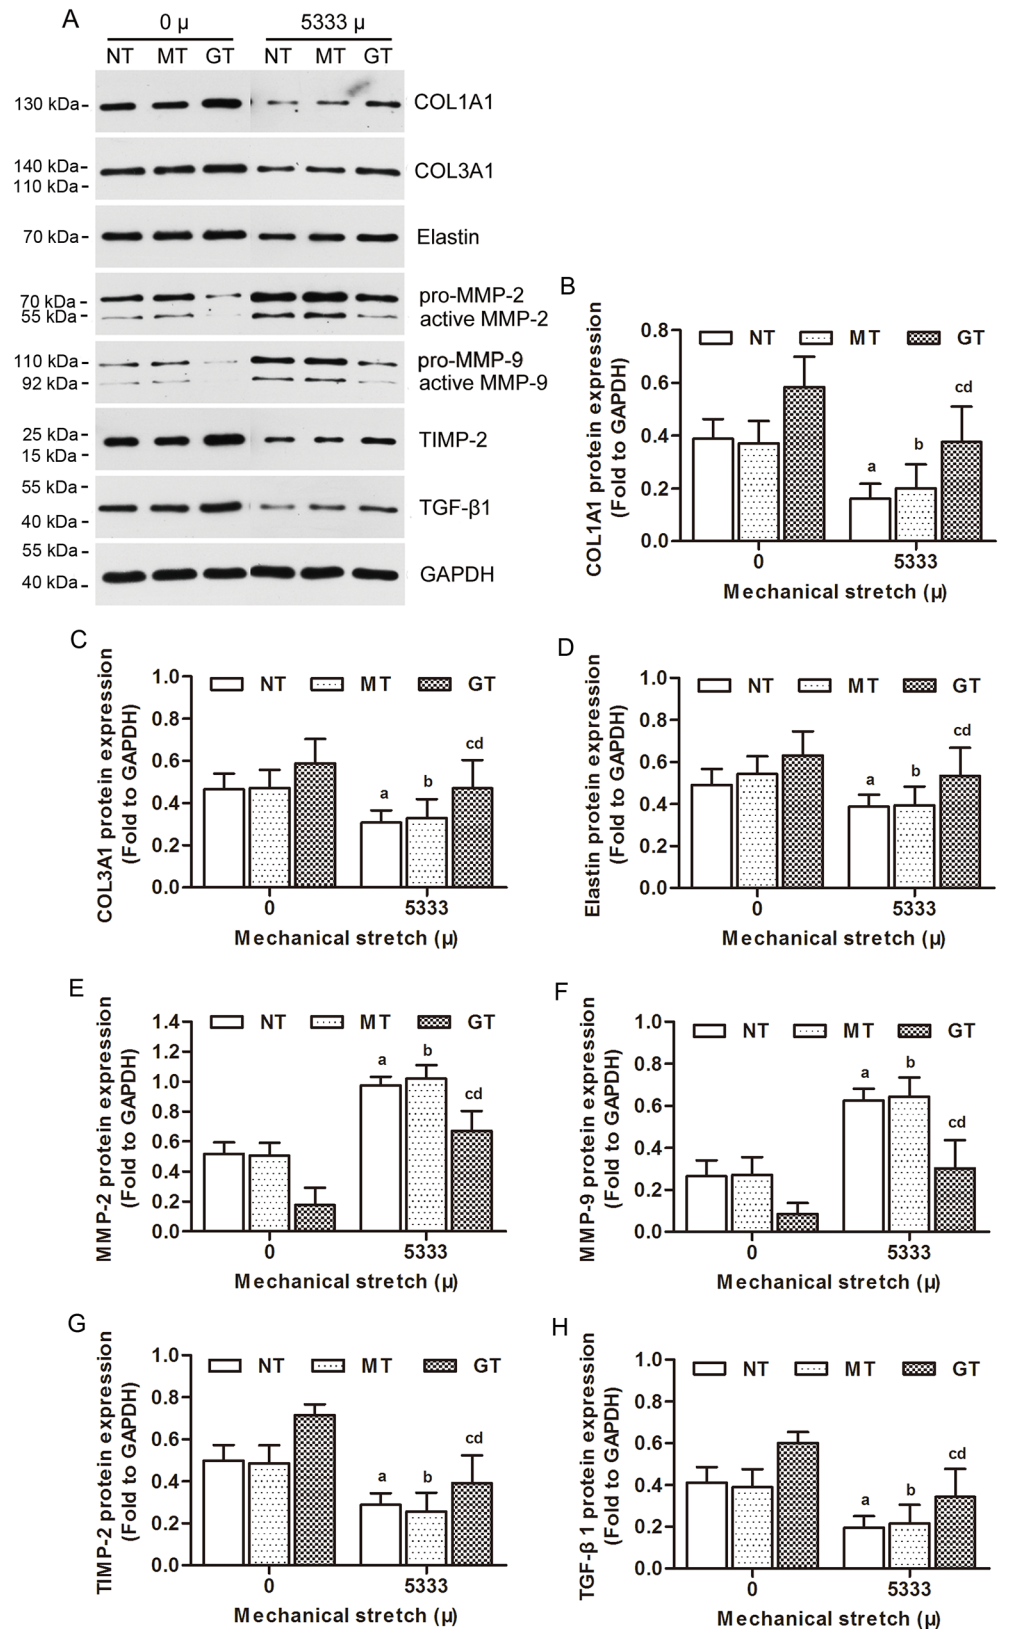 A
0 μ 5333 μ
NT MT GT NT MT GT
130 kDa- COL1A1
140 kDa- COL3A1
110 kDa-
70 kDa- Elastin
70 kDa- pro-MMP-2
55 kDa- active MMP-2
110 kDa- pro-MMP-9
92 kDa- active MMP-9
25 kDa- TIMP-2
15 kDa-
55 kDa- TGF-β1
40 kDa-
55 kDa- GAPDH
40 kDa-
B
COL1A1 protein expression
(Fold to GAPDH)
NT MT GT
0.8
0.6
0.4
0.2
0.0
a b cd
0 5333
Mechanical stretch (μ)
C
COL3A1 protein expression
(Fold to GAPDH)
NT MT GT
1.0
0.8
0.6
0.4
0.2
0.0
a b cd
0 5333
Mechanical stretch (μ)
D
Elastin protein expression
(Fold to GAPDH)
NT MT GT
1.0
0.8
0.6
0.4
0.2
0.0
a b cd
0 5333
Mechanical stretch (μ)
E
MMP-2 protein expression
(Fold to GAPDH)
NT MT GT
1.4
1.2
1.0
0.8
0.6
0.4
0.2
0.0
a b cd
0 5333
Mechanical stretch (μ)
F
MMP-9 protein expression
(Fold to GAPDH)
NT MT GT
1.0
0.8
0.6
0.4
0.2
0.0
a b cd
0 5333
Mechanical stretch (μ)
G
TIMP-2 protein expression
(Fold to GAPDH)
NT MT GT
1.0
0.8
0.6
0.4
0.2
0.0
a b cd
0 5333
Mechanical stretch (μ)
H
TGF-β 1 protein expression
(Fold to GAPDH)
NT MT GT
1.0
0.8
0.6
0.4
0.2
0.0
a b cd
0 5333
Mechanical stretch (μ)